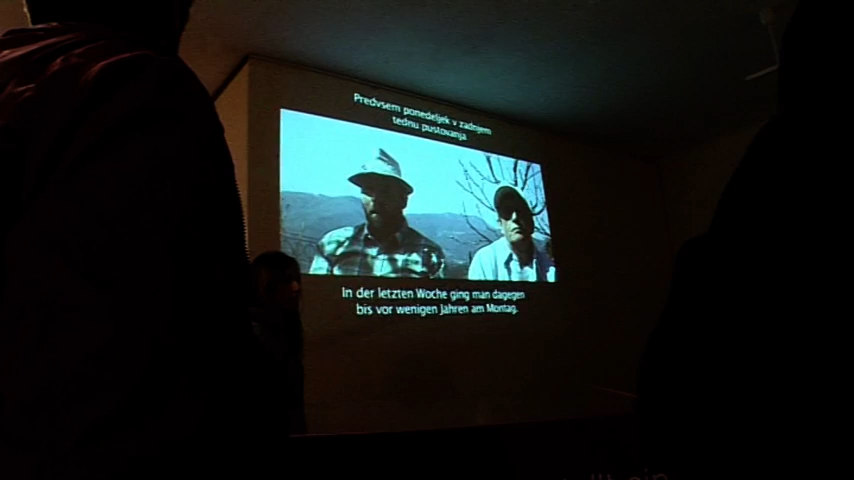 Predvsem ponedeljek v zadnjem
tednu pustovanja
In der letzten Woche ging man dagegen
bis vor wenigen Jahren am Montag.